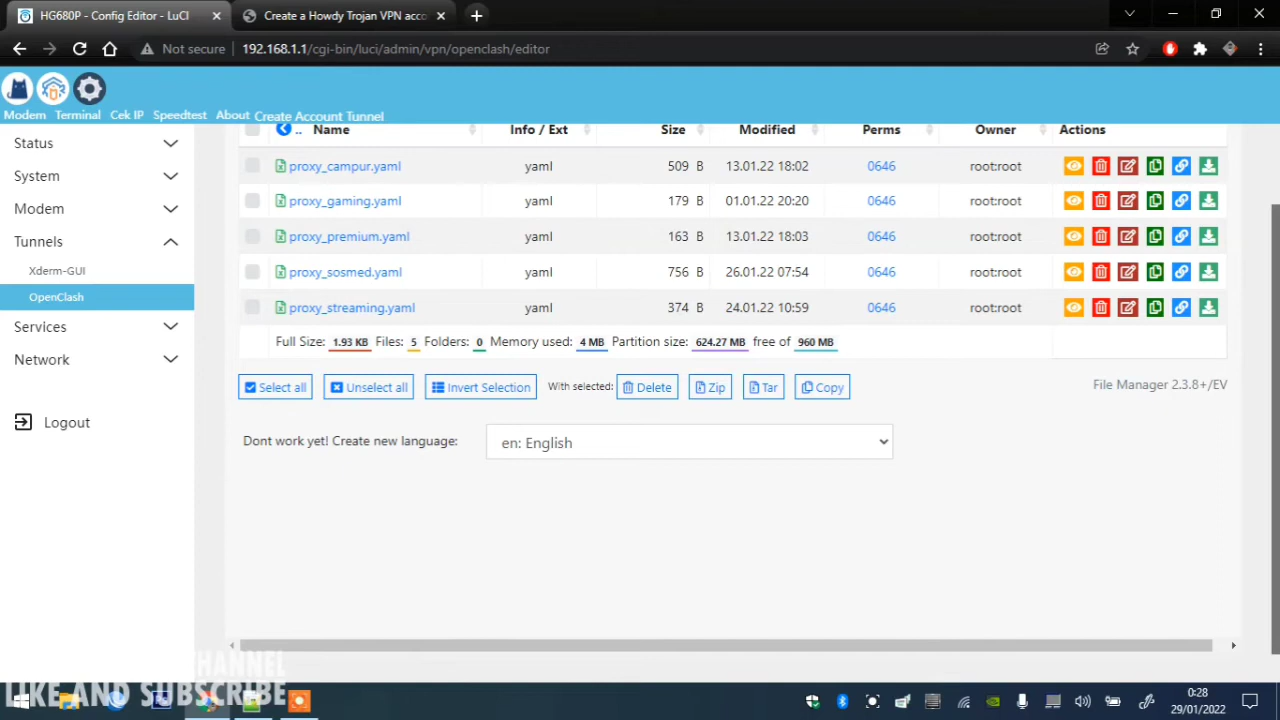 HG680P - Config Editor - LuCI
Create a Howdy Trojan VPN acco
Not secure
192.168.1.1/cgi-bin/luci/admin/vpn/openclash/editor
Modem Terminal Cek IP Speedtest About Create Account Tunnel
Status
System
Modem
Tunnels
Xderm-GUI
OpenClash
Services
Network
Logout
.. Name Info / Ext Size Modified Perms Owner Actions
proxy_campur.yaml yaml 509 B 13.01.22 18:02 0646 root:root
proxy_gaming.yaml yaml 179 B 01.01.22 20:20 0646 root:root
proxy_premium.yaml yaml 163 B 13.01.22 18:03 0646 root:root
proxy_sosmed.yaml yaml 756 B 26.01.22 07:54 0646 root:root
proxy_streaming.yaml yaml 374 B 24.01.22 10:59 0646 root:root
Full Size: 1.93 KB Files: 5 Folders: 0 Memory used: 4 MB Partition size: 624.27 MB free of 960 MB
Select all Unselect all Invert Selection With selected: Delete Zip Tar Copy
File Manager 2.3.8+/EV
Dont work yet! Create new language: en: English
CHANNEL
LIKE AND SUBSCRIBE
0:28
29/01/2022